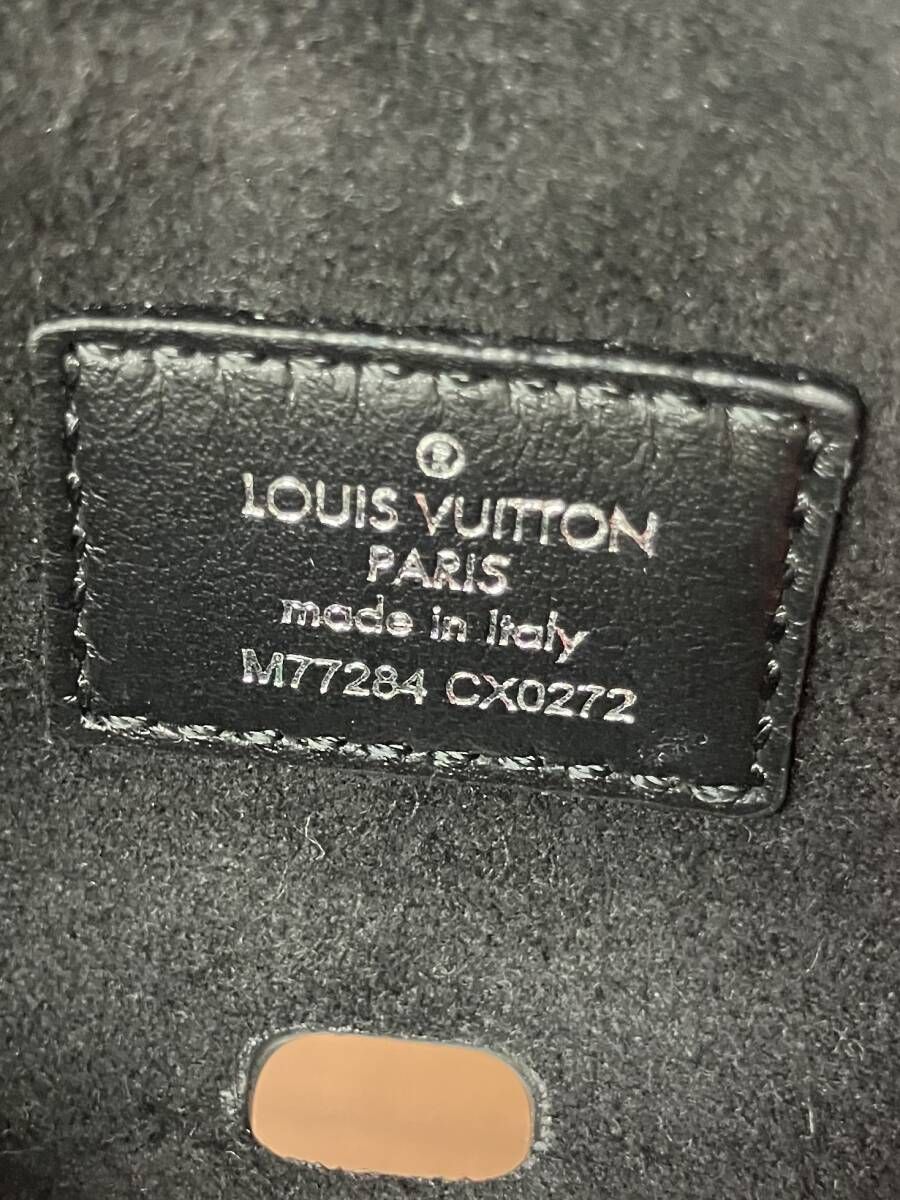 ®
LOUIS VUITTON
PARIS
made in Italy
M77284 CX0272